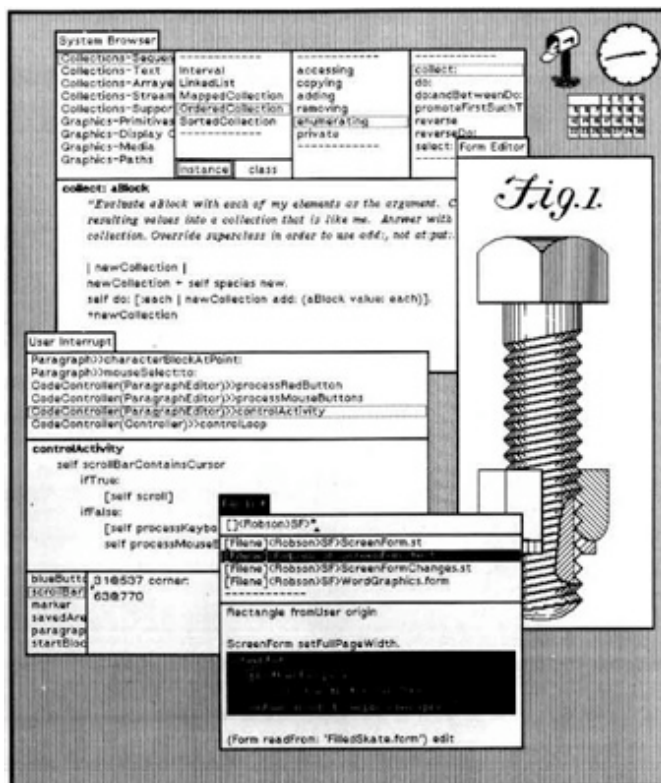 System Browser
Collections-Text
Collections-Arraye
Collections-Stream
Collections-Suppor
Graphics-Primitives
Graphics-Display
Graphics-Media
Graphics-Paths
Interval
LinkedList
MappedCollection
OrderedCollection
SortedCollection
instance class
accessing
copying
adding
removing
enumerating
private
collect:
do:
do:andBetweenDo:
promoteFirstSuchT
reverse
reverseDo:
select:
collect: aBlock
"Evaluate aBlock with each of my elements as the argument. C
resulting values into a collection that is like me. Answer with
collection. Override superclass in order to use add:, not at:put:.
| newCollection |
newCollection ← self species new.
self do: [:each | newCollection add: (aBlock value: each)].
↑newCollection
Form Editor
Fig.1.
User Interrupt
Paragraph>>characterBlockAtPoint:
Paragraph>>mouseSelect:to:
CodeController(ParagraphEditor)>>processRedButton
CodeController(ParagraphEditor)>>processMouseButtons
CodeController(ParagraphEditor)>>controlActivity
CodeController(Controller)>>controlLoop
controlActivity
self scrollBarContainsCursor
ifTrue:
[self scroll]
ifFalse:
[self processKeybo
self processMouseB
blueButto
scrollBar
marker
savedAre
paragrap
startBloc
31@537 corner:
630@770
[]<Robson>SF>*
[Filene]<Robson>SF>ScreenForm.st
[Filene]<Robson>SF>ScreenFormChanges.st
[Filene]<Robson>SF>WordGraphics.form
Rectangle fromUser origin
ScreenForm setFullPageWidth.
(Form readFrom: 'FilledSkate.form') edit